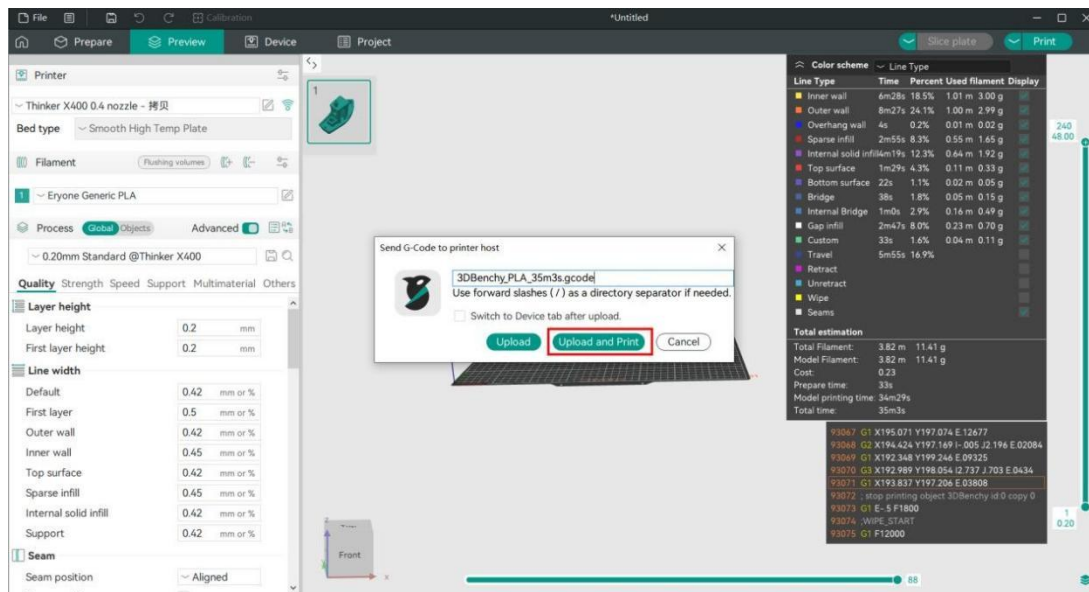 File Calibration *Untitled
Prepare Preview Device Project Slice plate Print
Printer
Thinker X400 0.4 nozzle - 拷贝
Bed type Smooth High Temp Plate
Filament Flushing volumes
1 Eryone Generic PLA
Process Global Objects Advanced
0.20mm Standard @Thinker X400
Quality Strength Speed Support Multimaterial Others
Layer height
Layer height 0.2 mm
First layer height 0.2 mm
Line width
Default 0.42 mm or %
First layer 0.5 mm or %
Outer wall 0.42 mm or %
Inner wall 0.45 mm or %
Top surface 0.42 mm or %
Sparse infill 0.45 mm or %
Internal solid infill 0.42 mm or %
Support 0.42 mm or %
Seam
Seam position Aligned
1
Send G-Code to printer host
3DBenchy_PLA_35m3s.gcode
Use forward slashes ( / ) as a directory separator if needed.
Switch to Device tab after upload.
Upload Upload and Print Cancel
Front
x
88
Color scheme Line Type
Line Type Time Percent Used filament Display
Inner wall 6m28s 18.5% 1.01 m 3.00 g
Outer wall 8m27s 24.1% 1.00 m 2.99 g
Overhang wall 4s 0.2% 0.01 m 0.02 g
Sparse infill 2m55s 8.3% 0.55 m 1.65 g
Internal solid infill 4m19s 12.3% 0.64 m 1.92 g
Top surface 1m29s 4.3% 0.11 m 0.33 g
Bottom surface 22s 1.1% 0.02 m 0.05 g
Bridge 38s 1.8% 0.05 m 0.15 g
Internal Bridge 1m0s 2.9% 0.16 m 0.49 g
Gap infill 2m47s 8.0% 0.23 m 0.70 g
Custom 33s 1.6% 0.04 m 0.11 g
Travel 5m55s 16.9%
Retract
Unretract
Wipe
Seams
Total estimation
Total Filament: 3.82 m 11.41 g
Model Filament: 3.82 m 11.41 g
Cost: 0.23
Prepare time: 33s
Model printing time: 34m29s
Total time: 35m3s
93067 G1 X195.071 Y197.074 E.12677
93068 G2 X194.424 Y197.169 I-.005 J2.196 E.02084
93069 G1 X192.348 Y199.246 E.09325
93070 G3 X192.989 Y198.054 I2.737 J.703 E.0434
93071 G1 X193.837 Y197.206 E.03808
93072 ; stop printing object 3DBenchy id:0 copy 0
93073 G1 E-.5 F1800
93074 ;WIPE_START
93075 G1 F12000
240
48.00
1
0.20